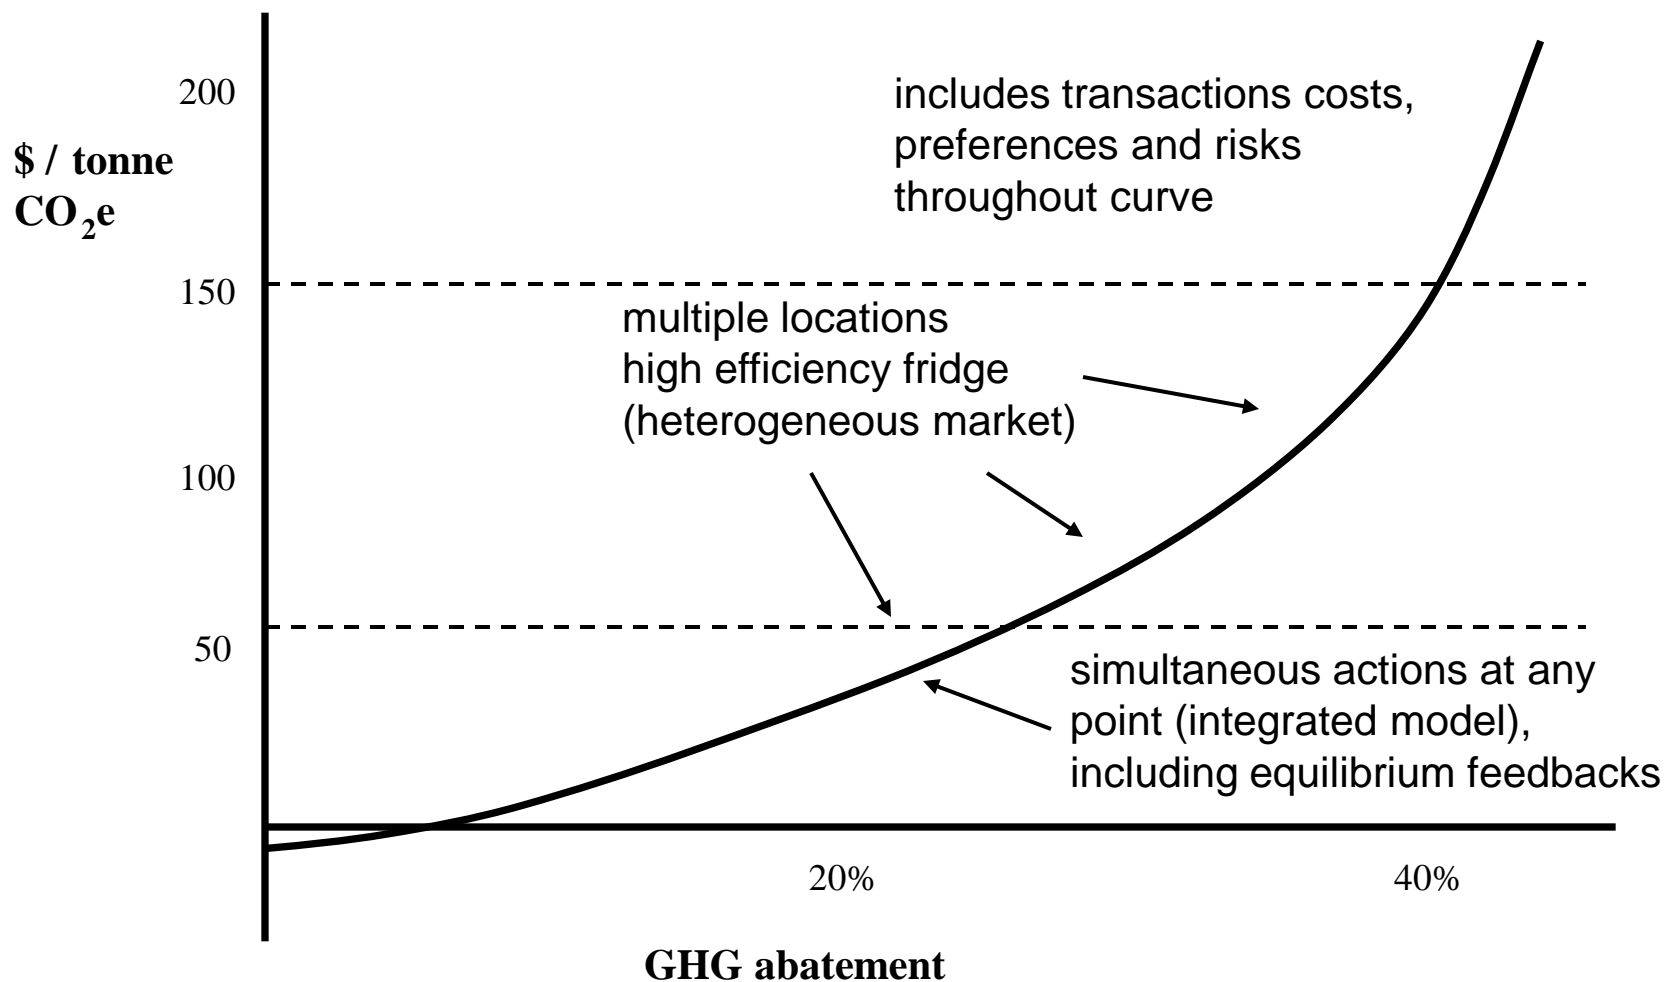 200
includes transactions costs,
preferences and risks
throughout curve
$ / tonne
CO₂e
150
multiple locations
high efficiency fridge
(heterogeneous market)
100
50
simultaneous actions at any
point (integrated model),
including equilibrium feedbacks
20%
40%
GHG abatement